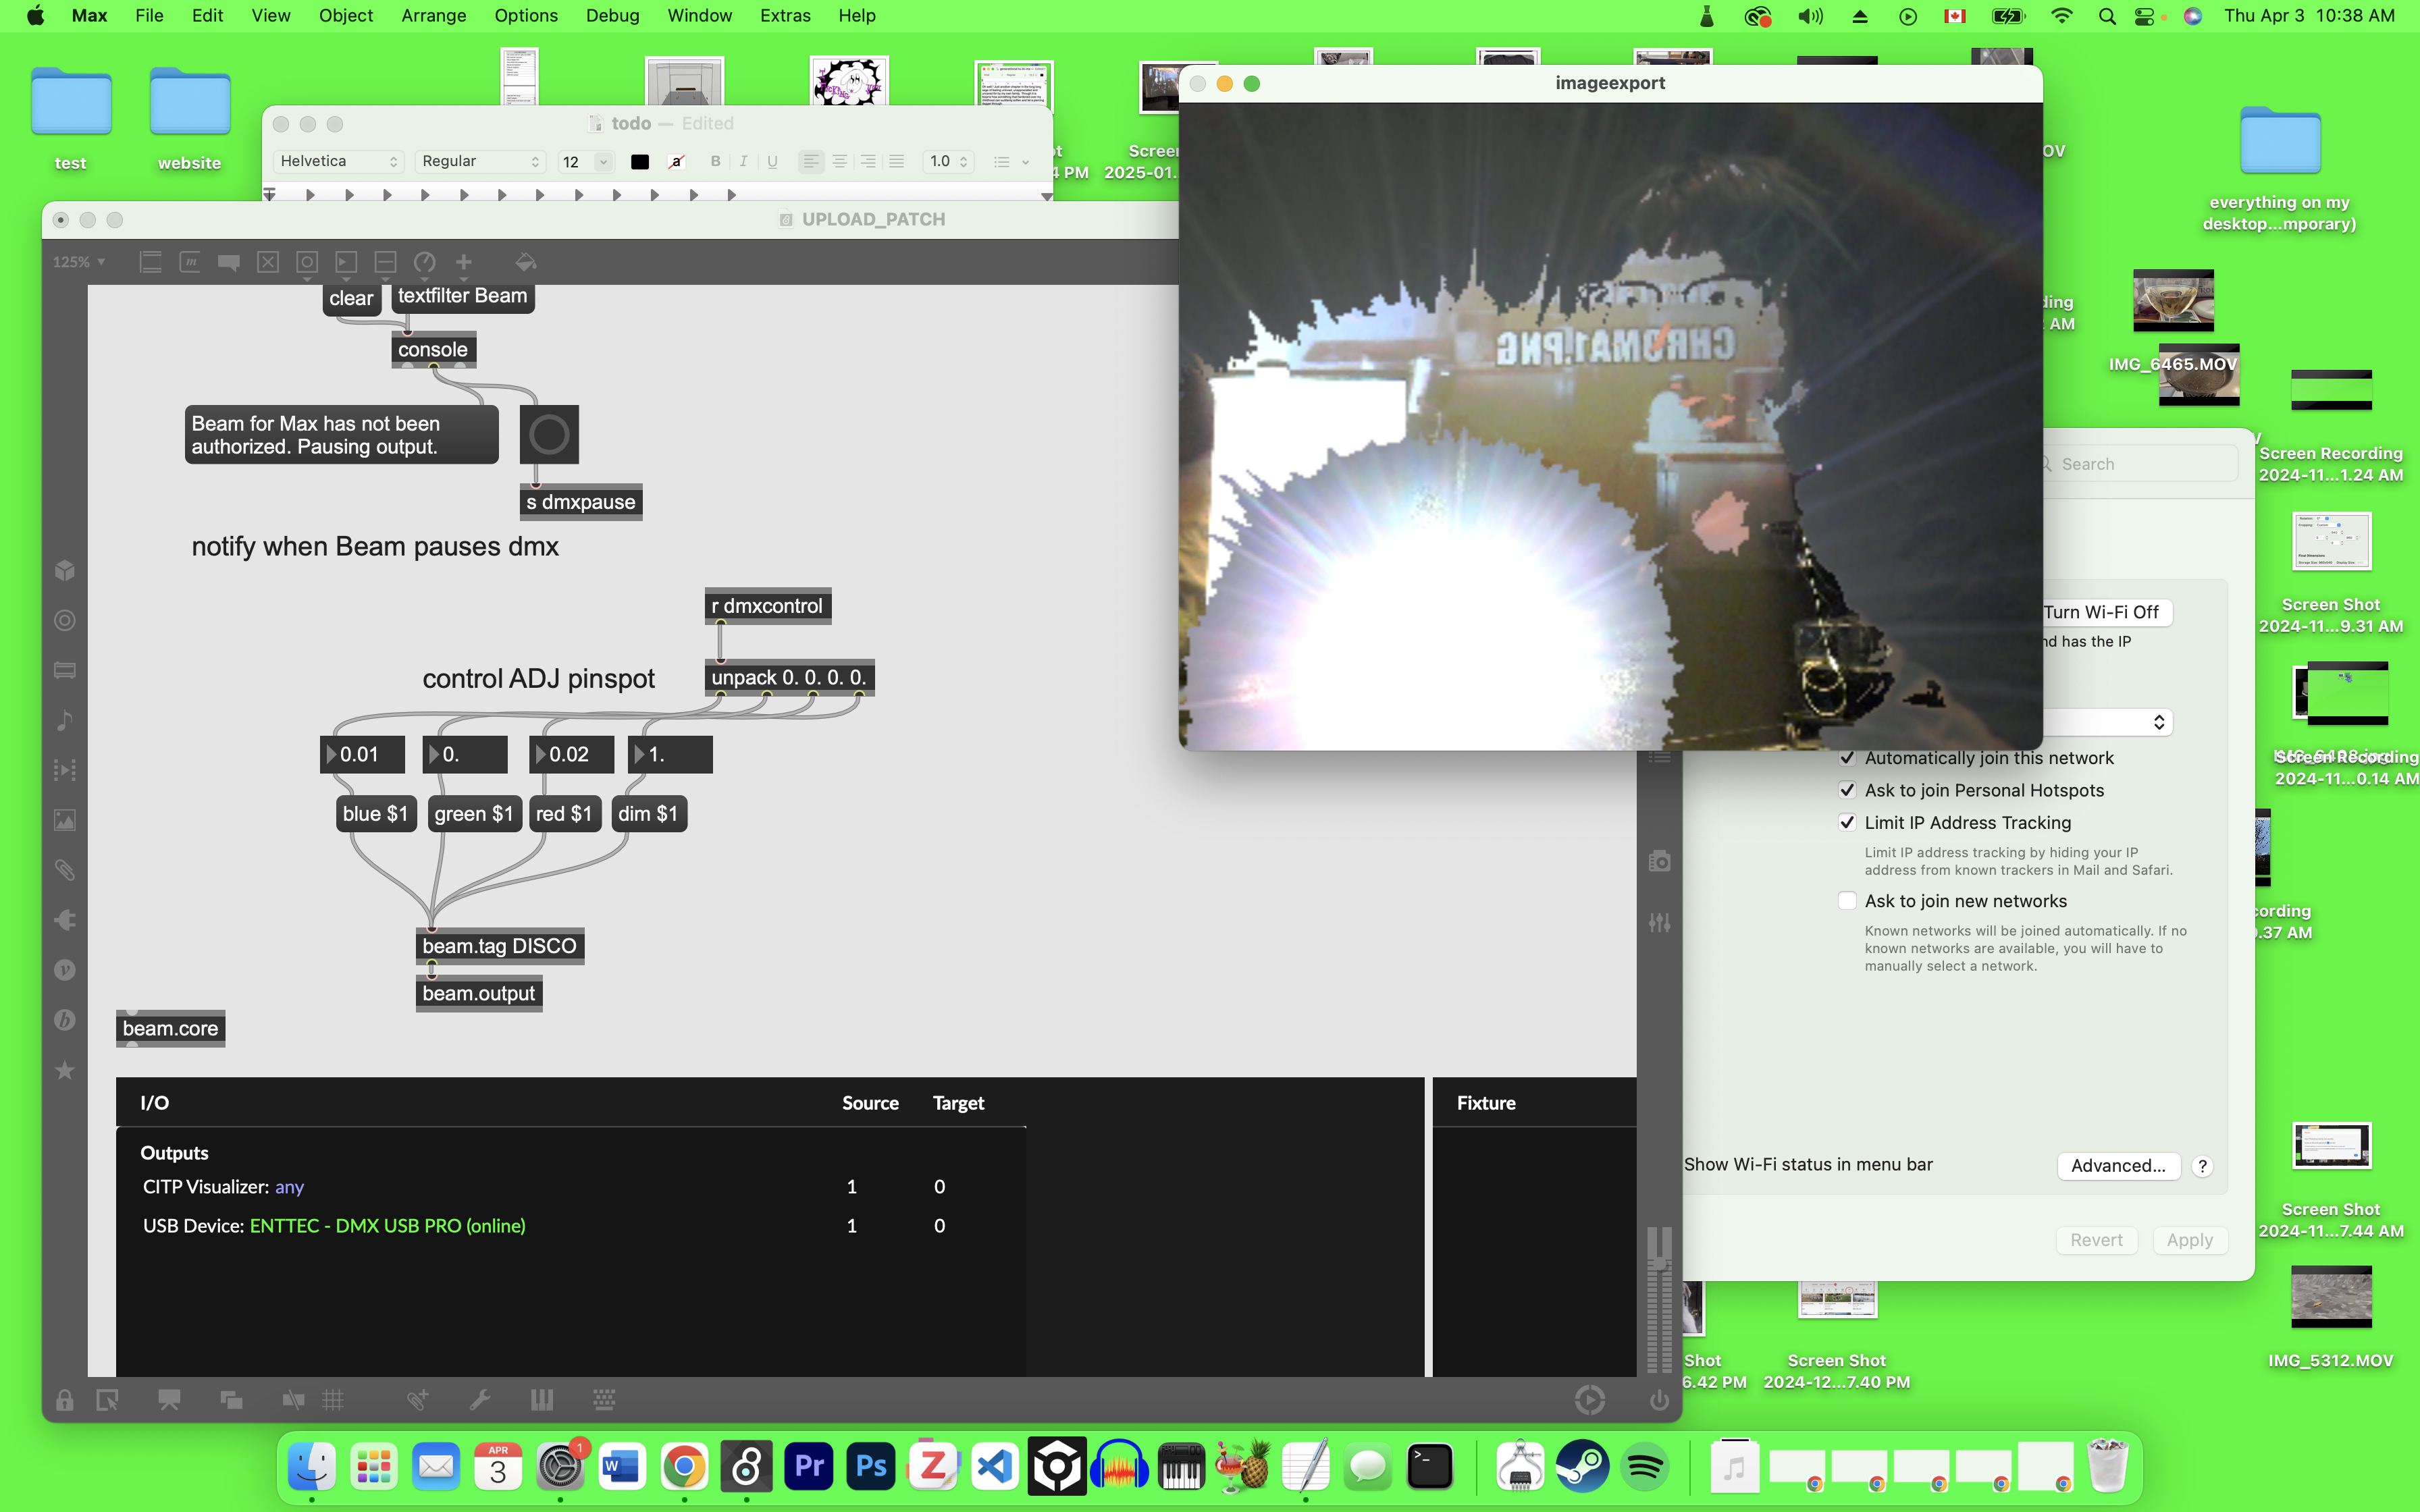 Max File Edit View Object Arrange Options Debug Window Extras Help
Thu Apr 3 10:38 AM
test
website
todo — Edited
Helvetica Regular 12 a B I U 1.0
4 PM
Screen
2025-01.
imageexport
CHROMA1.PNG
OV
everything on my
desktop...mporary)
UPLOAD_PATCH
125%
clear
textfilter Beam
console
Beam for Max has not been
authorized. Pausing output.
s dmxpause
notify when Beam pauses dmx
r dmxcontrol
control ADJ pinspot
unpack 0. 0. 0. 0.
0.01
0.
0.02
1.
blue $1
green $1
red $1
dim $1
beam.tag DISCO
beam.output
beam.core
I/O Source Target
Outputs
CITP Visualizer: any 1 0
USB Device: ENTTEC - DMX USB PRO (online) 1 0
Fixture
ding
AM
IMG_6465.MOV
Search
Screen Recording
2024-11...1.24 AM
Turn Wi-Fi Off
nd has the IP
Screen Shot
2024-11...9.31 AM
Automatically join this network
Ask to join Personal Hotspots
Limit IP Address Tracking
Limit IP address tracking by hiding your IP
address from known trackers in Mail and Safari.
Ask to join new networks
Known networks will be joined automatically. If no
known networks are available, you will have to
manually select a network.
Screen Recording
2024-11...0.14 AM
cording
.37 AM
Show Wi-Fi status in menu bar
Advanced...
?
Revert
Apply
Screen Shot
2024-11...7.44 AM
Shot
6.42 PM
Screen Shot
2024-12...7.40 PM
IMG_5312.MOV
APR
3
1
W
Pr
Ps
Z